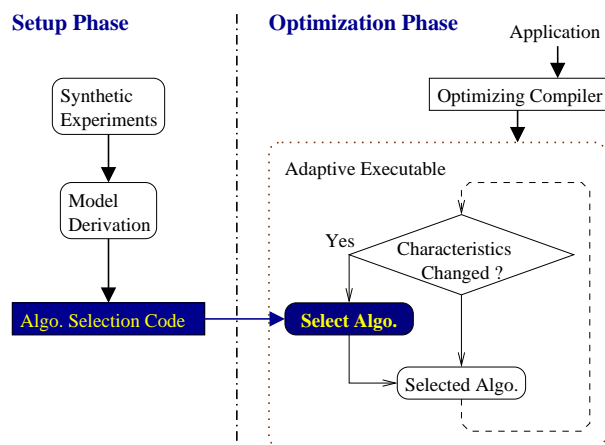 Setup Phase
Optimization Phase
Application
Synthetic
Experiments
Optimizing Compiler
Adaptive Executable
Model
Derivation
Yes
Characteristics
Changed ?
Algo. Selection Code
Select Algo.
Selected Algo.